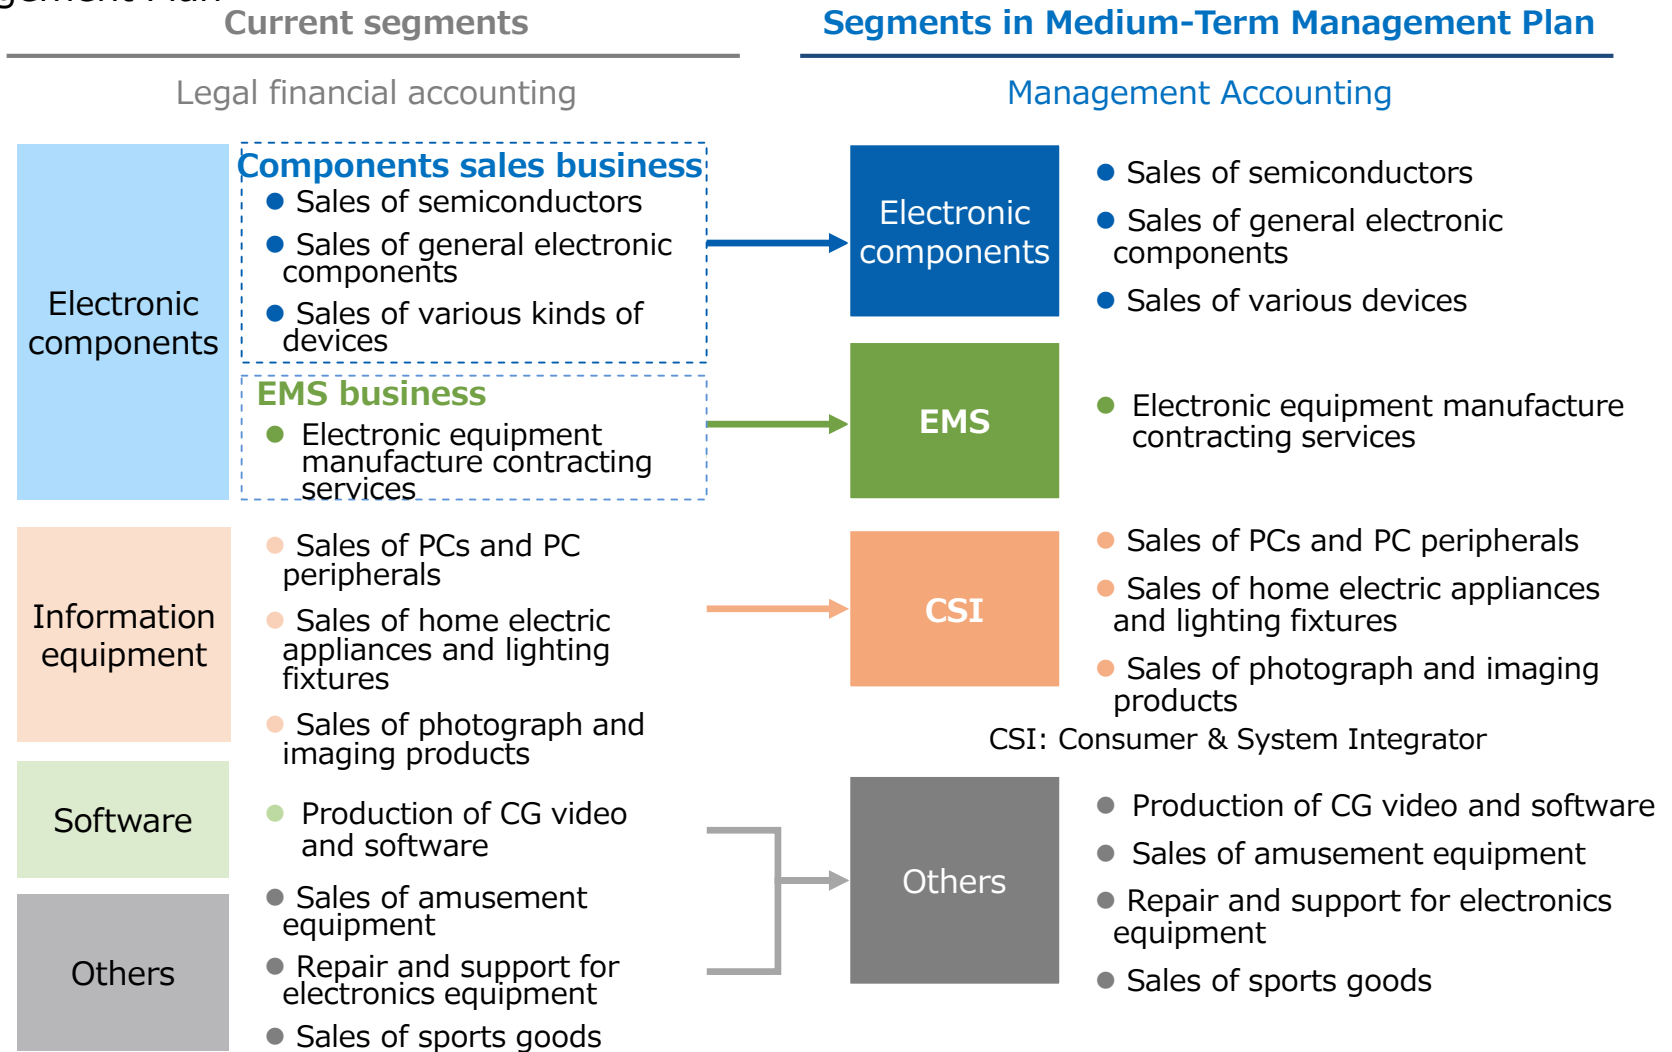 gement Plan
Current segments
Segments in Medium-Term Management Plan
Legal financial accounting
Management Accounting
Electronic
components
Components sales business
● Sales of semiconductors
● Sales of general electronic
components
● Sales of various kinds of
devices
EMS business
● Electronic equipment
manufacture contracting
services
Electronic
components
● Sales of semiconductors
● Sales of general electronic
components
● Sales of various devices
EMS
● Electronic equipment manufacture
contracting services
Information
equipment
● Sales of PCs and PC
peripherals
● Sales of home electric
appliances and lighting
fixtures
● Sales of photograph and
imaging products
CSI
● Sales of PCs and PC peripherals
● Sales of home electric appliances
and lighting fixtures
● Sales of photograph and imaging
products
CSI: Consumer & System Integrator
Software
● Production of CG video
and software
Others
● Sales of amusement
equipment
● Repair and support for
electronics equipment
● Sales of sports goods
Others
● Production of CG video and software
● Sales of amusement equipment
● Repair and support for electronics
equipment
● Sales of sports goods